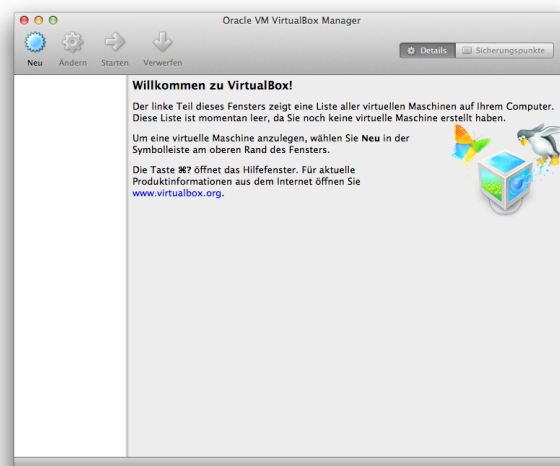 Oracle VM VirtualBox Manager
Neu Ändern Starten Verwerfen
Details Sicherungspunkte
Willkommen zu VirtualBox!
Der linke Teil dieses Fensters zeigt eine Liste aller virtuellen Maschinen auf Ihrem Computer.
Diese Liste ist momentan leer, da Sie noch keine virtuelle Maschine erstellt haben.
Um eine virtuelle Maschine anzulegen, wählen Sie Neu in der
Symbolleiste am oberen Rand des Fensters.
Die Taste ⌘? öffnet das Hilfefenster. Für aktuelle
Produktinformationen aus dem Internet öffnen Sie
www.virtualbox.org.